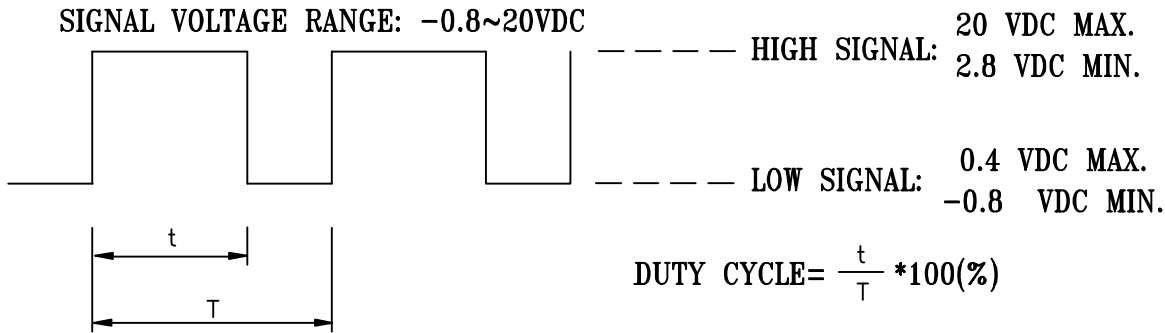 SIGNAL VOLTAGE RANGE: -0.8~20VDC
HIGH SIGNAL: 20 VDC MAX.
2.8 VDC MIN.
LOW SIGNAL: 0.4 VDC MAX.
-0.8 VDC MIN.
t
T
DUTY CYCLE= t/T *100(%)